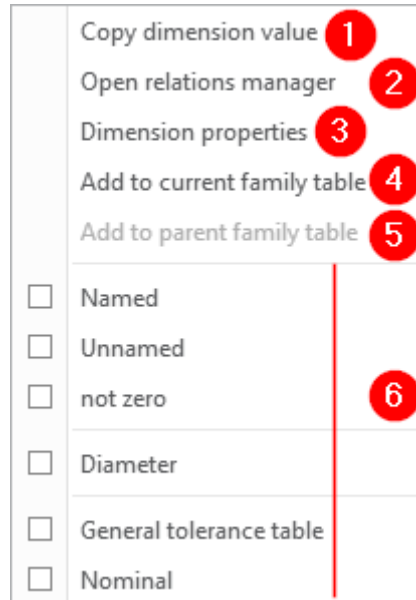 Copy dimension value 1
Open relations manager 2
Dimension properties 3
Add to current family table 4
Add to parent family table 5
Named
Unnamed
not zero 6
Diameter
General tolerance table
Nominal